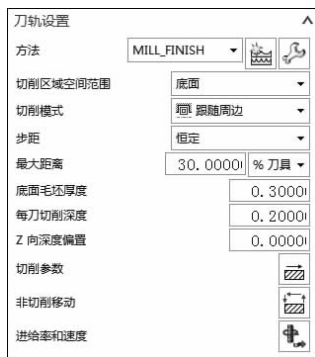 刀轨设置
方法 MILL_FINISH
切削区域空间范围 底面
切削模式 跟随周边
步距 恒定
最大距离 30.0000 % 刀具
底面毛坯厚度 0.3000
每刀切削深度 0.2000
Z 向深度偏置 0.0000
切削参数
非切削移动
进给率和速度